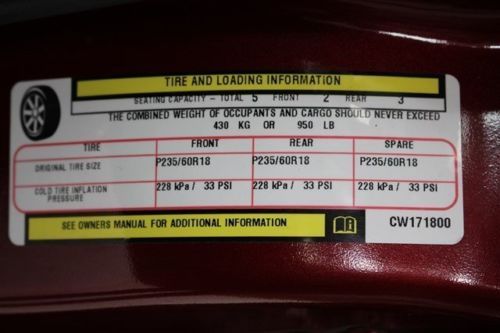 TIRE AND LOADING INFORMATION
SEATING CAPACITY - TOTAL 5 FRONT 2 REAR 3
THE COMBINED WEIGHT OF OCCUPANTS AND CARGO SHOULD NEVER EXCEED
430 KG OR 950 LB
TIRE FRONT REAR SPARE
ORIGINAL TIRE SIZE P235/60R18 P235/60R18 P235/60R18
COLD TIRE INFLATION PRESSURE 228 kPa / 33 PSI 228 kPa / 33 PSI 228 kPa / 33 PSI
SEE OWNERS MANUAL FOR ADDITIONAL INFORMATION CW171800